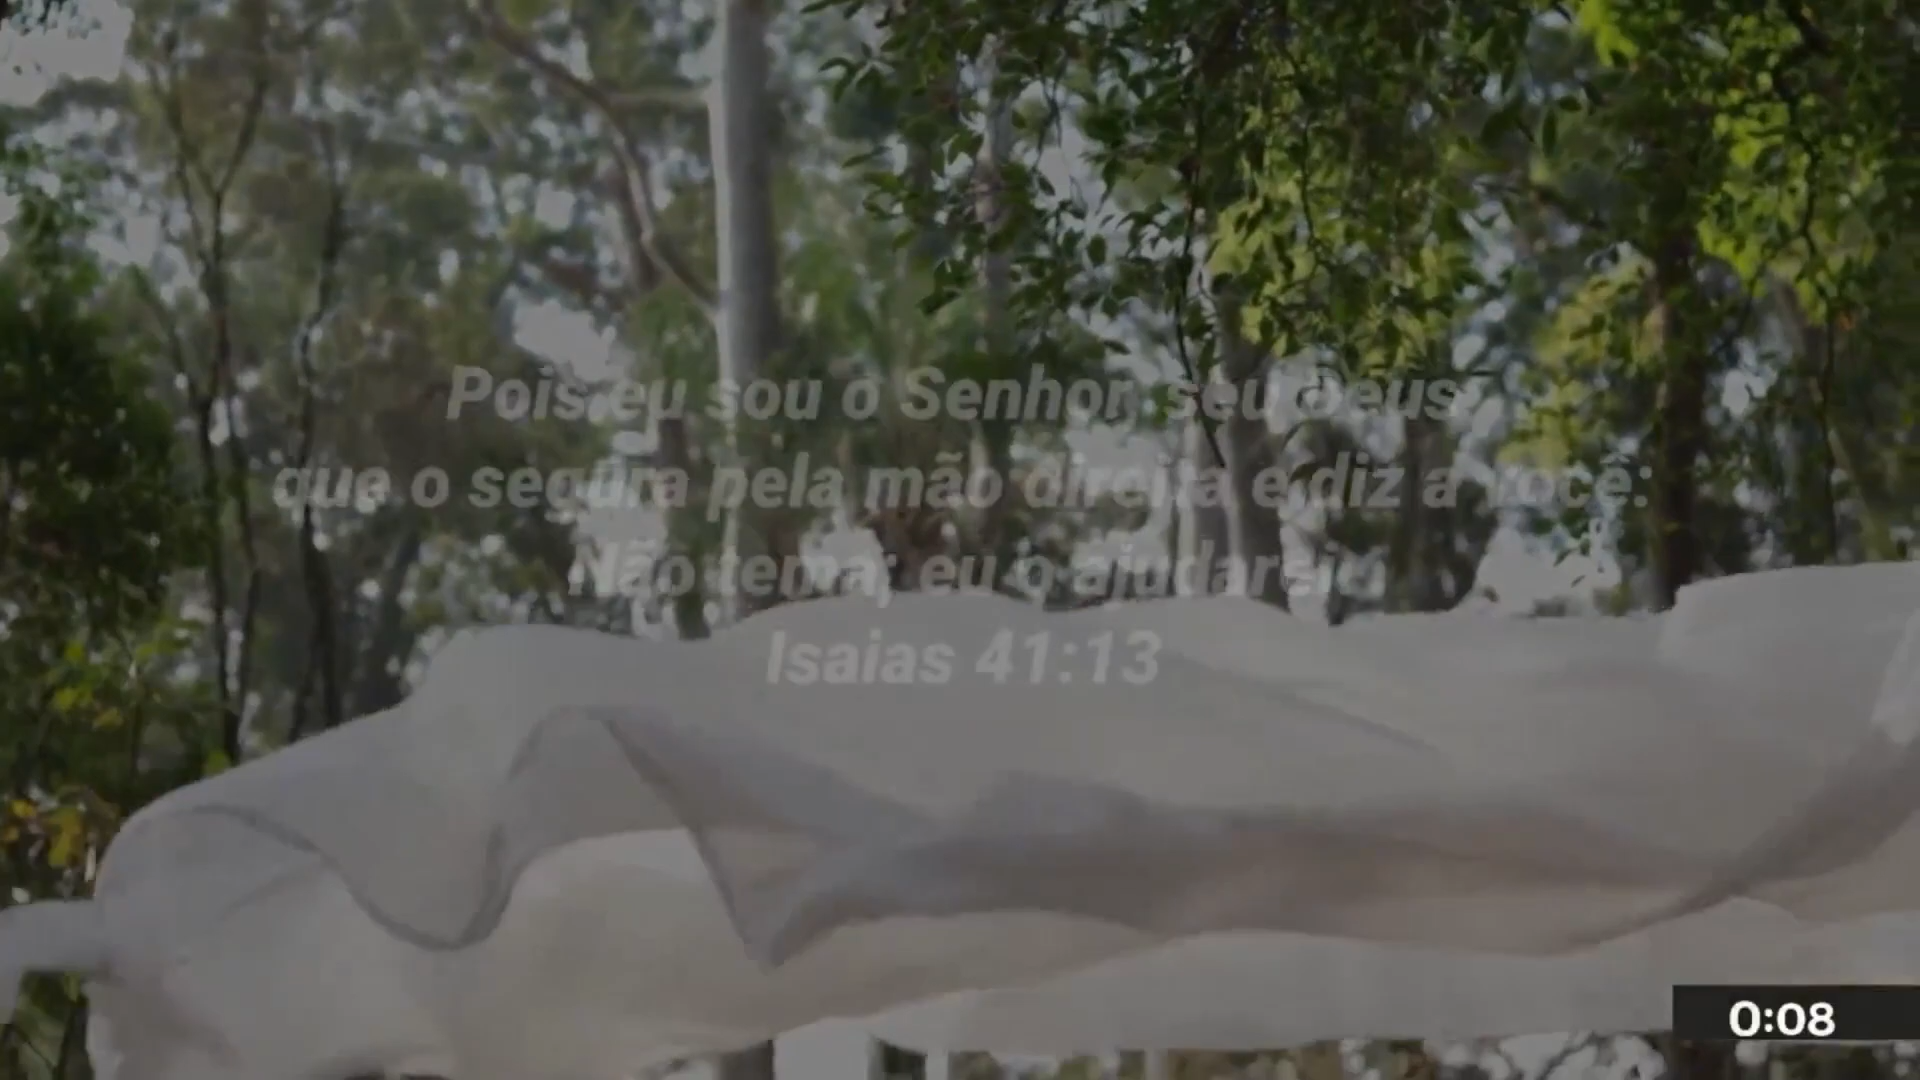 Pois eu sou o Senhor, seu Deus,
que o segura pela mão direita e diz a você:
Não tema; eu o ajudarei.
Isaias 41:13
0:08